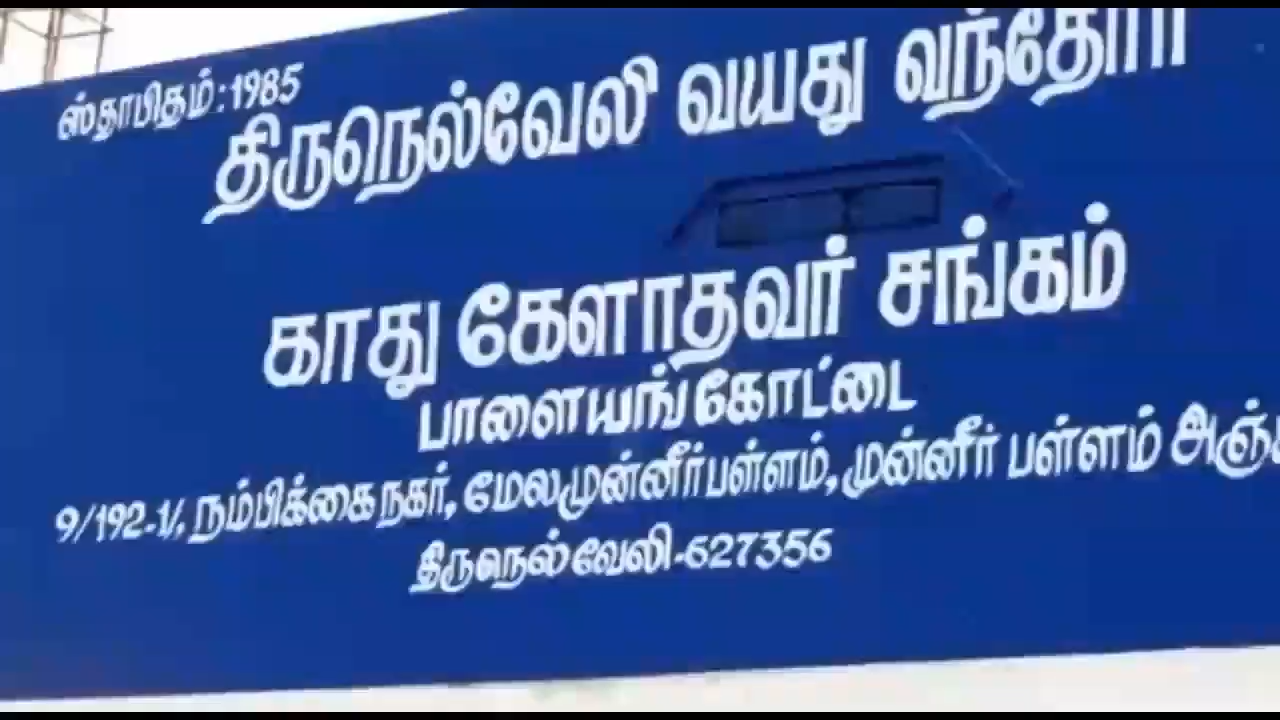 ஸ்தாபிதம்:1985
திருநெல்வேலி வயது வந்தோர்
காது கேளாதவர் சங்கம்
பாளையங்கோட்டை
9/192-1/, நம்பிக்கைநகர், மேலமுன்னீர்பள்ளம், முன்னீர் பள்ளம்
திருநெல்வேலி-627356